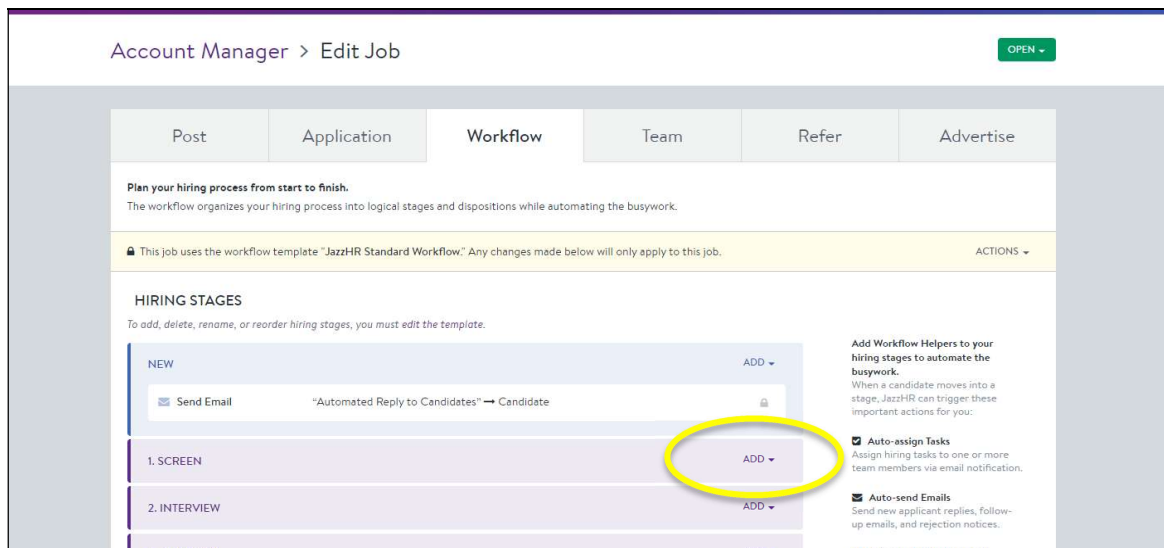 Account Manager > Edit Job
OPEN
Post
Application
Workflow
Team
Refer
Advertise
Plan your hiring process from start to finish.
The workflow organizes your hiring process into logical stages and dispositions while automating the busywork.
This job uses the workflow template "JazzHR Standard Workflow." Any changes made below will only apply to this job.
ACTIONS
HIRING STAGES
To add, delete, rename, or reorder hiring stages, you must edit the template.
NEW
ADD
Send Email
"Automated Reply to Candidates" → Candidate
1. SCREEN
ADD
2. INTERVIEW
ADD
Add Workflow Helpers to your
hiring stages to automate the
busywork.
When a candidate moves into a
stage, JazzHR can trigger these
important actions for you:
Auto-assign Tasks
Assign hiring tasks to one or more
team members via email notification.
Auto-send Emails
Send new applicant replies, follow-
up emails, and rejection notices.